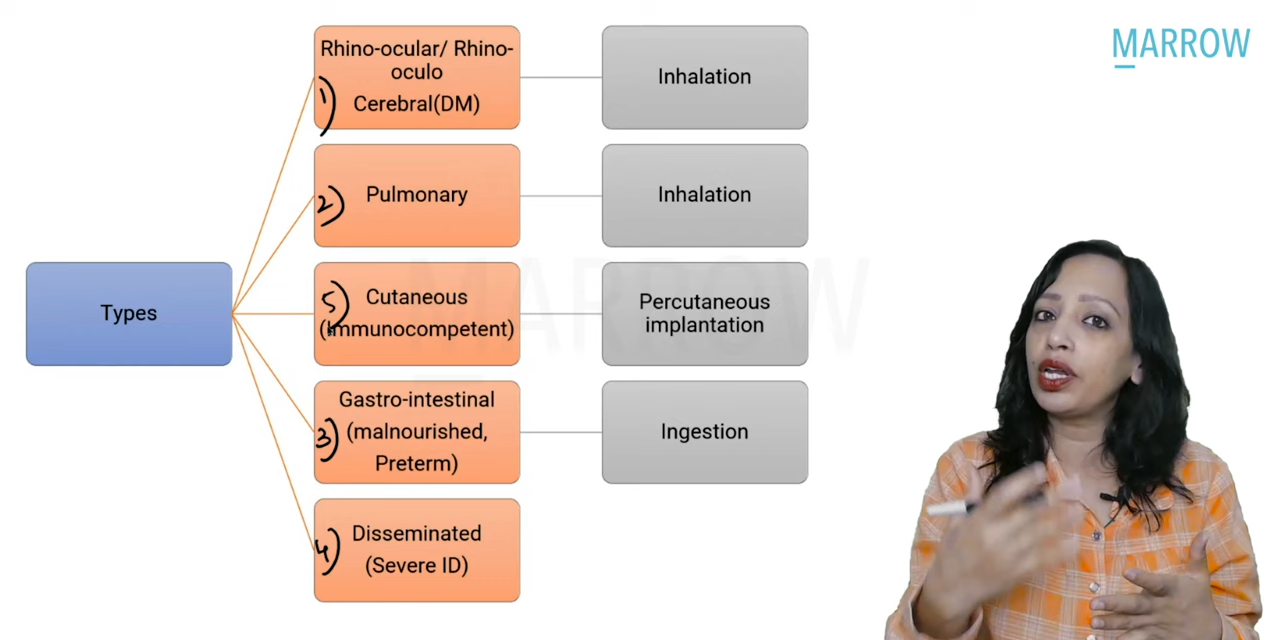 MARROW
Rhino-ocular/ Rhino-
oculo
Cerebral(DM)
1)
Inhalation
Pulmonary
2)
Inhalation
Types
Cutaneous
(immunocompetent)
5)
Percutaneous
implantation
Gastro-intestinal
(malnourished,
Preterm)
3)
Ingestion
Disseminated
(Severe ID)
4)
MARROW